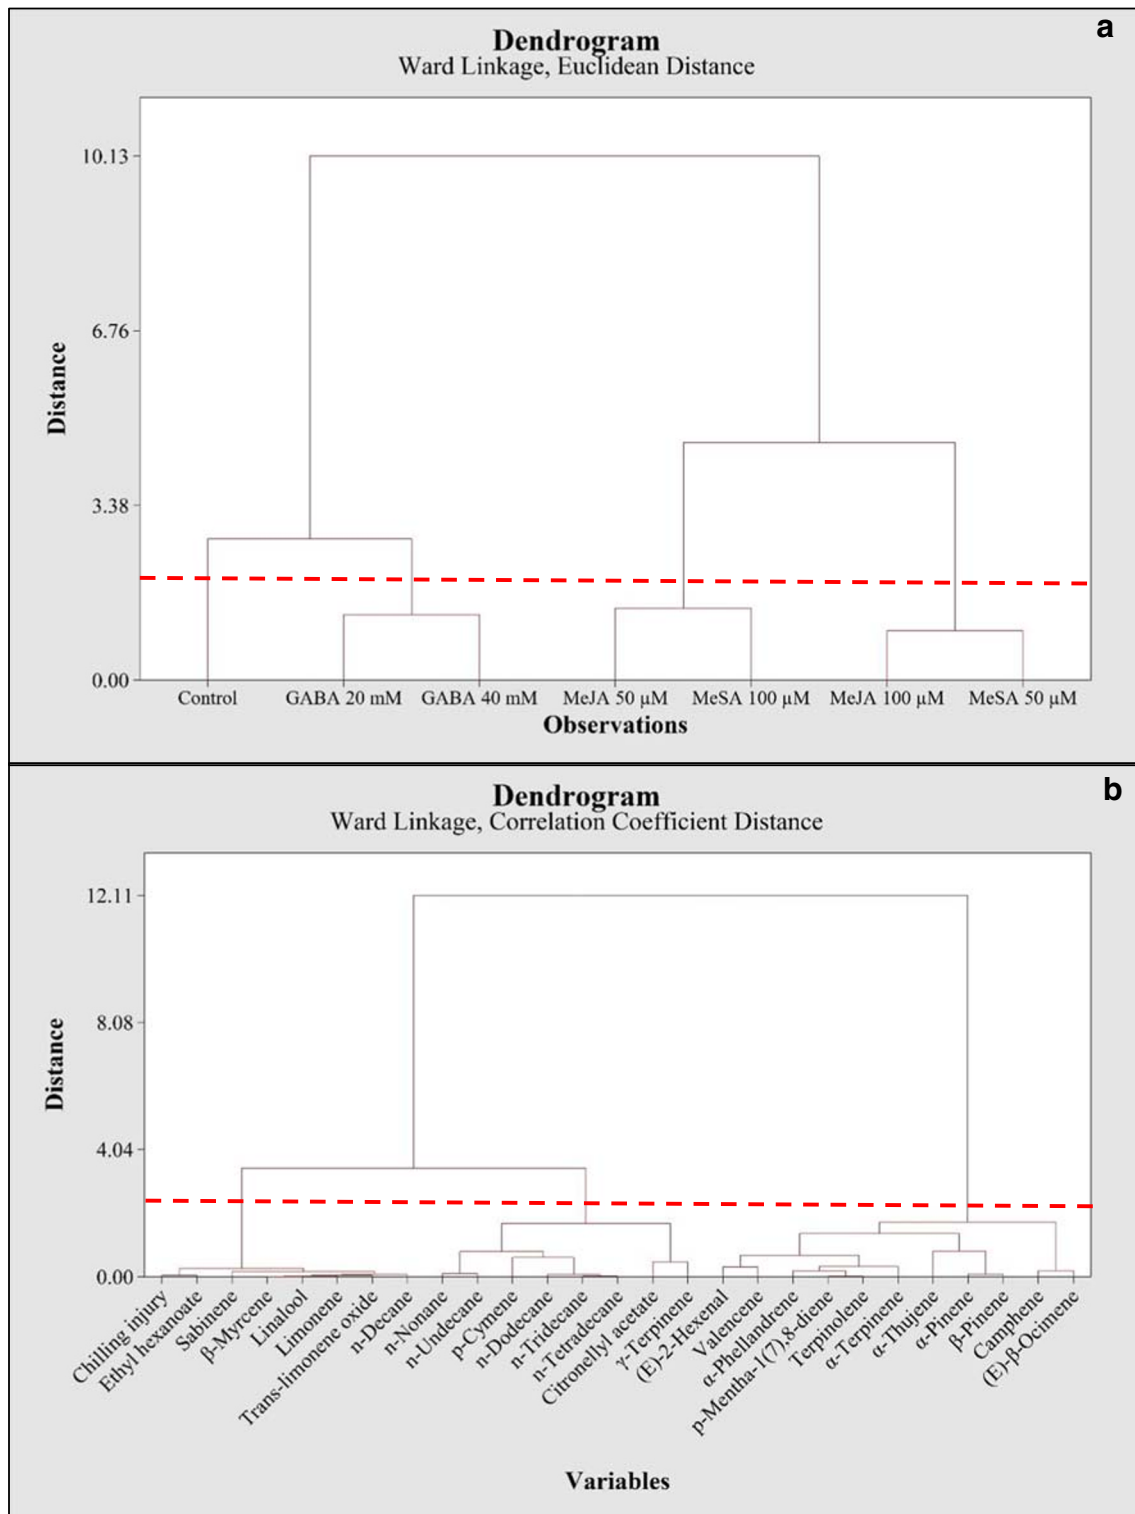 a
Dendrogram
Ward Linkage, Euclidean Distance
10.13
6.76
3.38
0.00
Distance
Control GABA 20 mM GABA 40 mM MeJA 50 µM MeSA 100 µM MeJA 100 µM MeSA 50 µM
Observations
b
Dendrogram
Ward Linkage, Correlation Coefficient Distance
12.11
8.08
4.04
0.00
Distance
Chilling injury
Ethyl hexanoate
Sabinene
β-Myrcene
Linalool
Limonene
Trans-limonene oxide
n-Decane
n-Nonane
n-Undecane
p-Cymene
n-Dodecane
n-Tridecane
n-Tetradecane
Citronellyl acetate
γ-Terpinene
(E)-2-Hexenal
Valencene
α-Phellandrene
p-Mentha-1(7),8-diene
Terpinolene
α-Terpinene
α-Thujene
α-Pinene
β-Pinene
Camphene
(E)-β-Ocimene
Variables